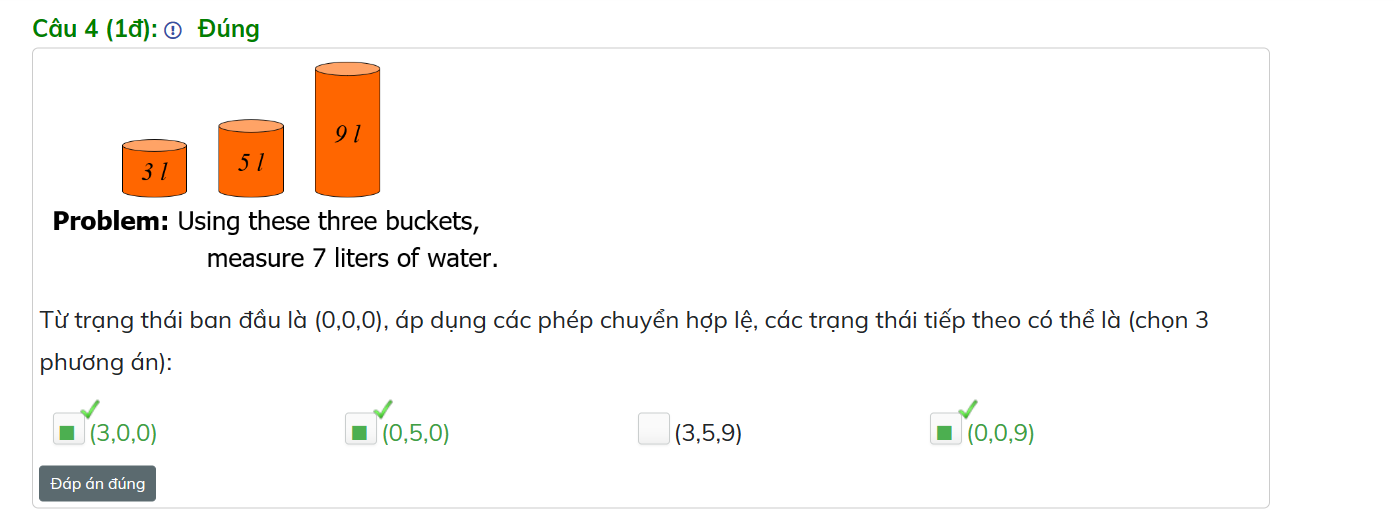 Câu 4 (1đ): Đúng
3 l
5 l
9 l
Problem: Using these three buckets,
measure 7 liters of water.
Từ trạng thái ban đầu là (0,0,0), áp dụng các phép chuyển hợp lệ, các trạng thái tiếp theo có thể là (chọn 3
phương án):
(3,0,0) (0,5,0) (3,5,9) (0,0,9)
Đáp án đúng